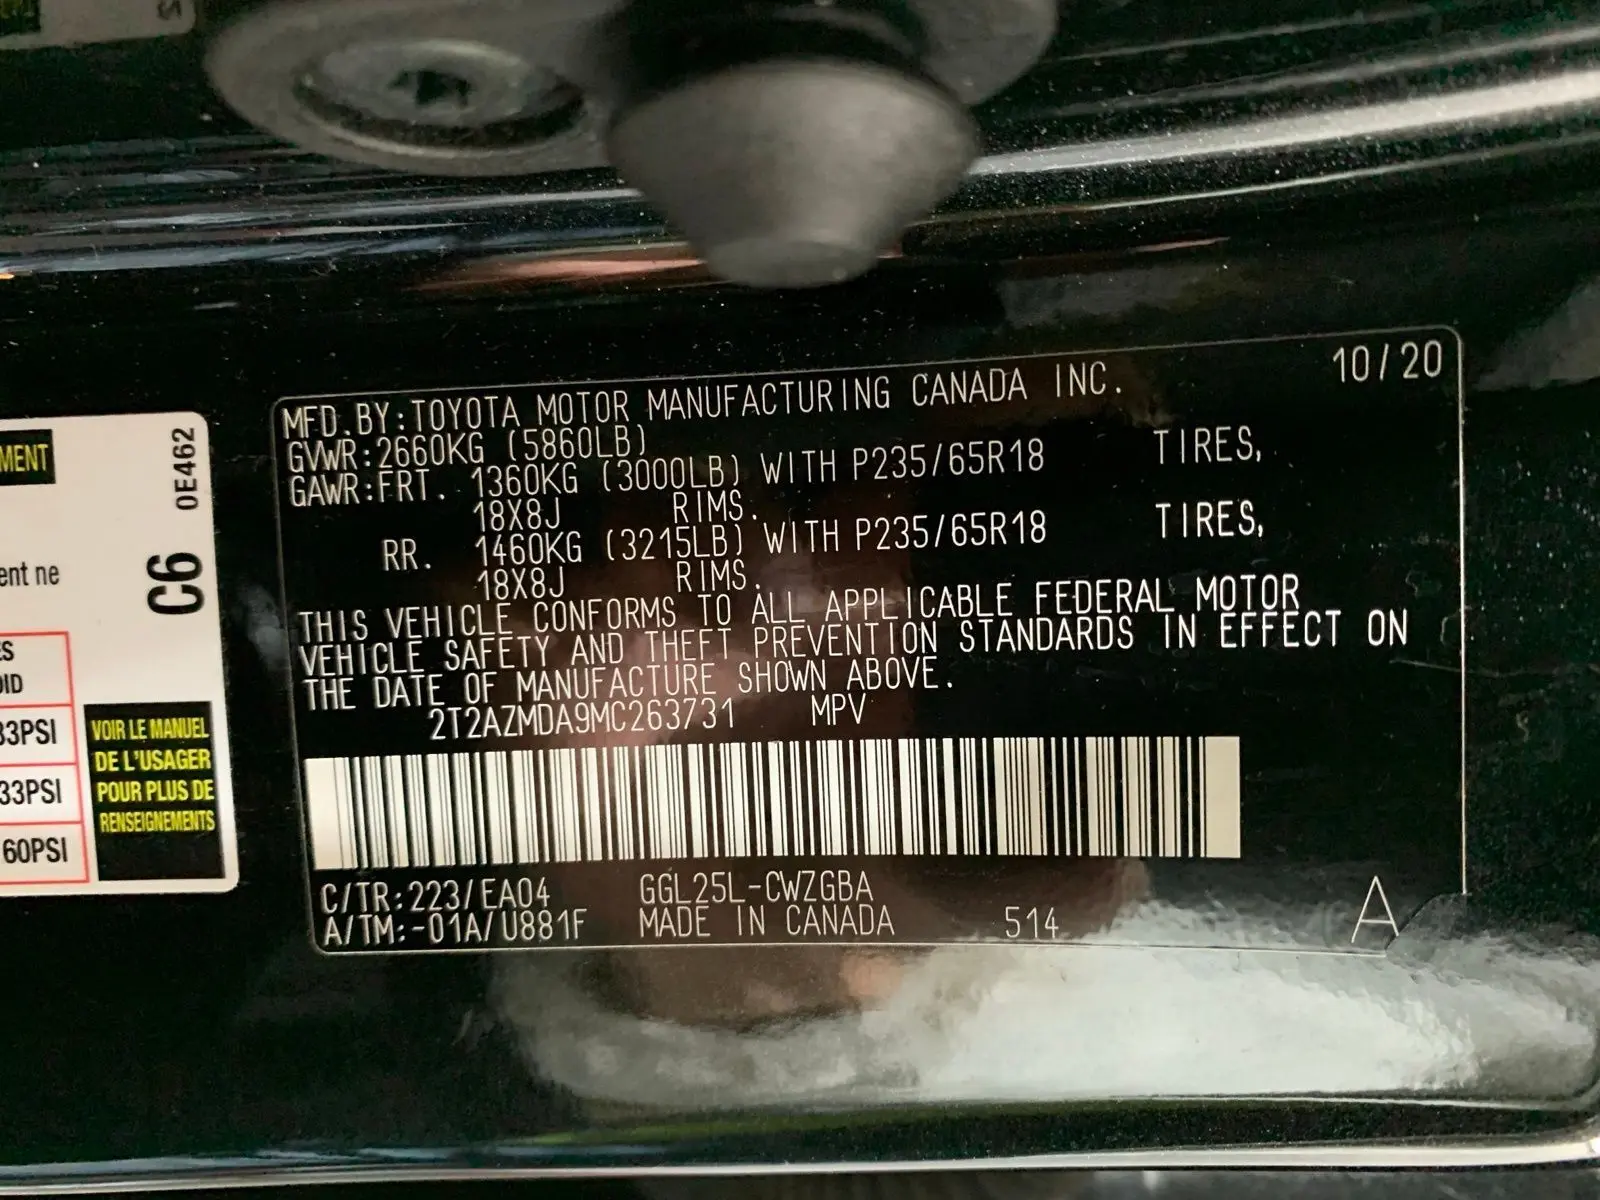 MENT
0E462
C6
ent ne
ES
OID
33PSI
33PSI
60PSI
VOIR LE MANUEL
DE L'USAGER
POUR PLUS DE
RENSEIGNEMENTS
10/20
MFD.BY:TOYOTA MOTOR MANUFACTURING CANADA INC.
GVWR:2660KG (5860LB)
GAWR:FRT. 1360KG (3000LB) WITH P235/65R18 TIRES,
18X8J RIMS.
RR. 1460KG (3215LB) WITH P235/65R18 TIRES,
18X8J RIMS.
THIS VEHICLE CONFORMS TO ALL APPLICABLE FEDERAL MOTOR
VEHICLE SAFETY AND THEFT PREVENTION STANDARDS IN EFFECT ON
THE DATE OF MANUFACTURE SHOWN ABOVE.
2T2AZMDA9MC263731 MPV
C/TR:223/EA04 GGL25L-CWZGBA
A/TM:-01A/U881F MADE IN CANADA 514 A